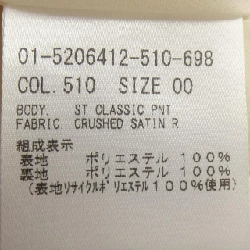 01-5206412-510-698
COL.510 SIZE 00
BODY. ST CLASSIC PNT
FABRIC. CRUSHED SATIN R
組成表示
表地 ポリエステル 100%
裏地 ポリエステル 100%
(表地リサイクルポリエステル100%使用)